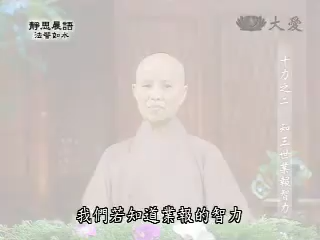 靜思晨語
法譬如水
大愛
十力之二 知三世業報智力
我們若知道業報的智力